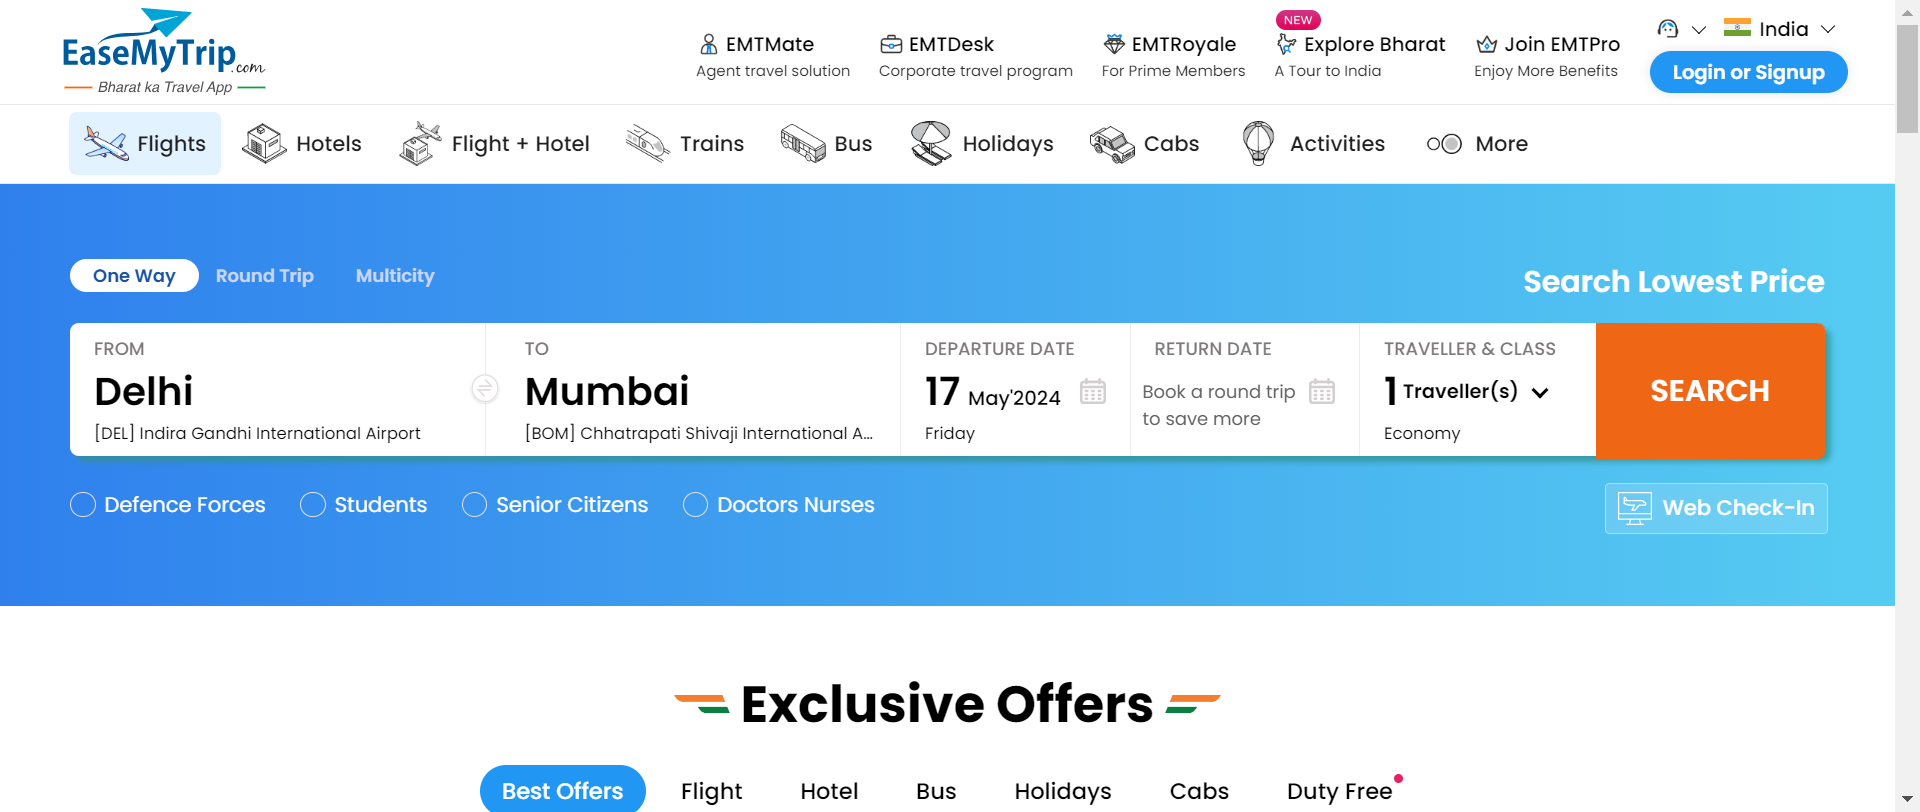 EaseMyTrip.com
Bharat ka Travel App
EMTMate
Agent travel solution
EMTDesk
Corporate travel program
EMTRoyale
For Prime Members
NEW
Explore Bharat
A Tour to India
Join EMTPro
Enjoy More Benefits
India
Login or Signup
Flights
Hotels
Flight + Hotel
Trains
Bus
Holidays
Cabs
Activities
More
One Way
Round Trip
Multicity
Search Lowest Price
FROM
Delhi
[DEL] Indira Gandhi International Airport
TO
Mumbai
[BOM] Chhatrapati Shivaji International A...
DEPARTURE DATE
17 May'2024
Friday
RETURN DATE
Book a round trip
to save more
TRAVELLER & CLASS
1 Traveller(s)
Economy
SEARCH
Defence Forces
Students
Senior Citizens
Doctors Nurses
Web Check-In
Exclusive Offers
Best Offers
Flight
Hotel
Bus
Holidays
Cabs
Duty Free